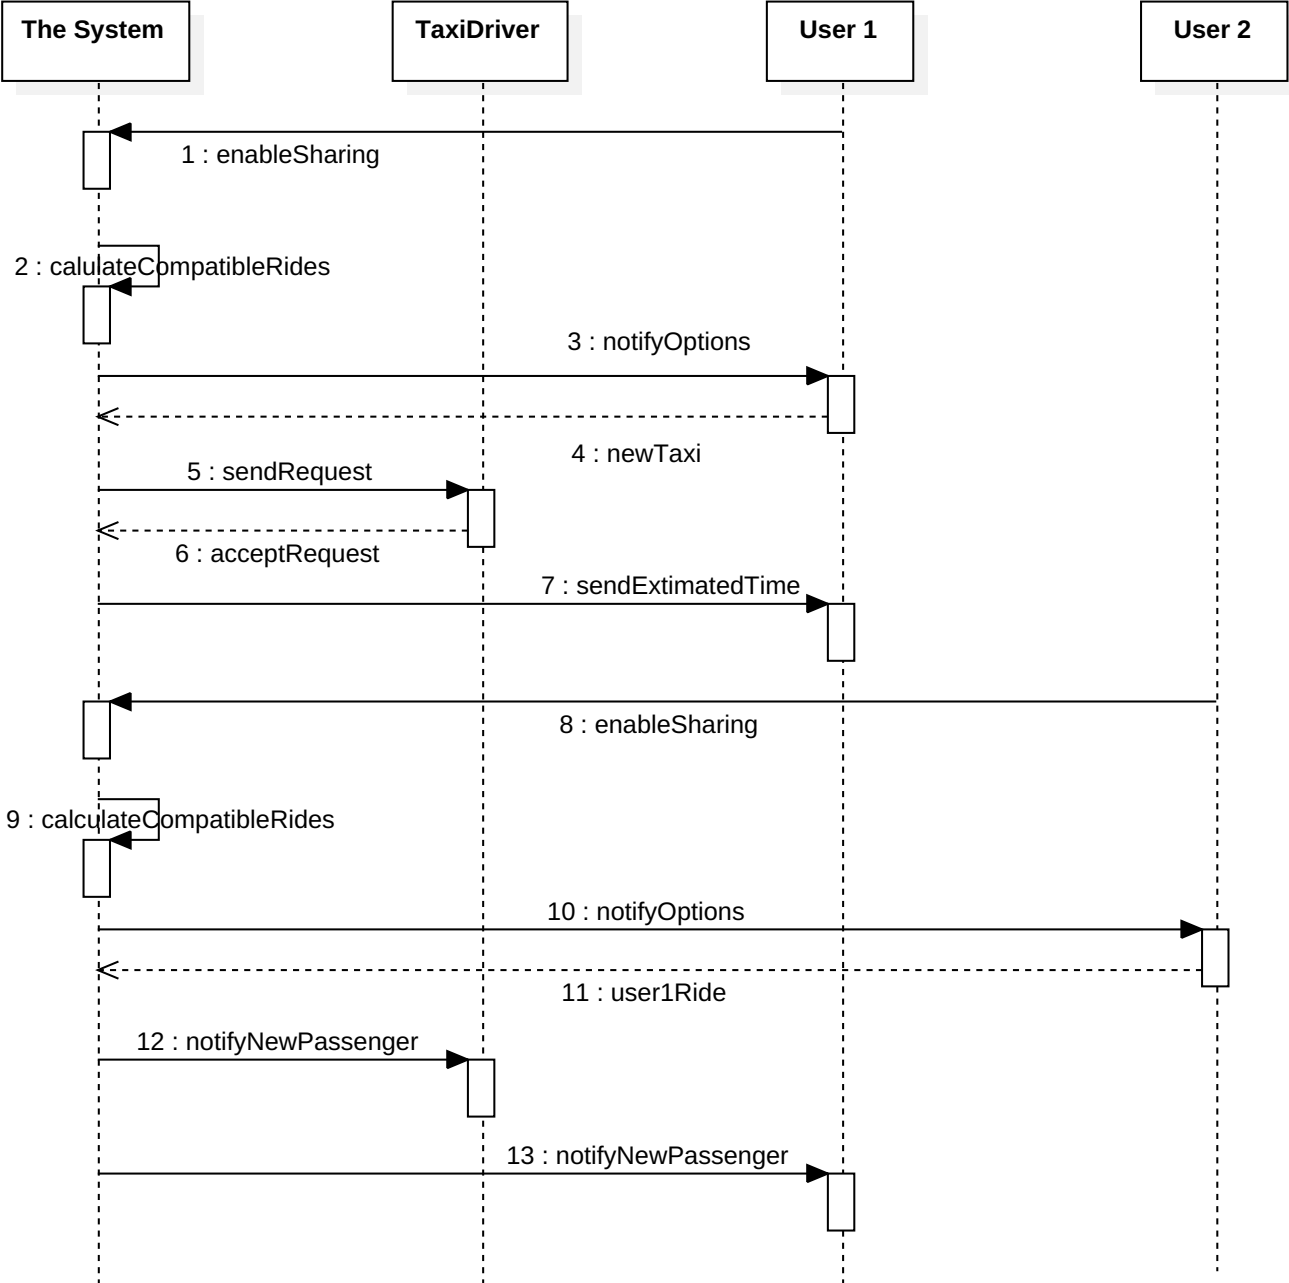 The System
TaxiDriver
User 1
User 2
1 : enableSharing
2 : calulateCompatibleRides
3 : notifyOptions
4 : newTaxi
5 : sendRequest
6 : acceptRequest
7 : sendExtimatedTime
8 : enableSharing
9 : calculateCompatibleRides
10 : notifyOptions
11 : user1Ride
12 : notifyNewPassenger
13 : notifyNewPassenger